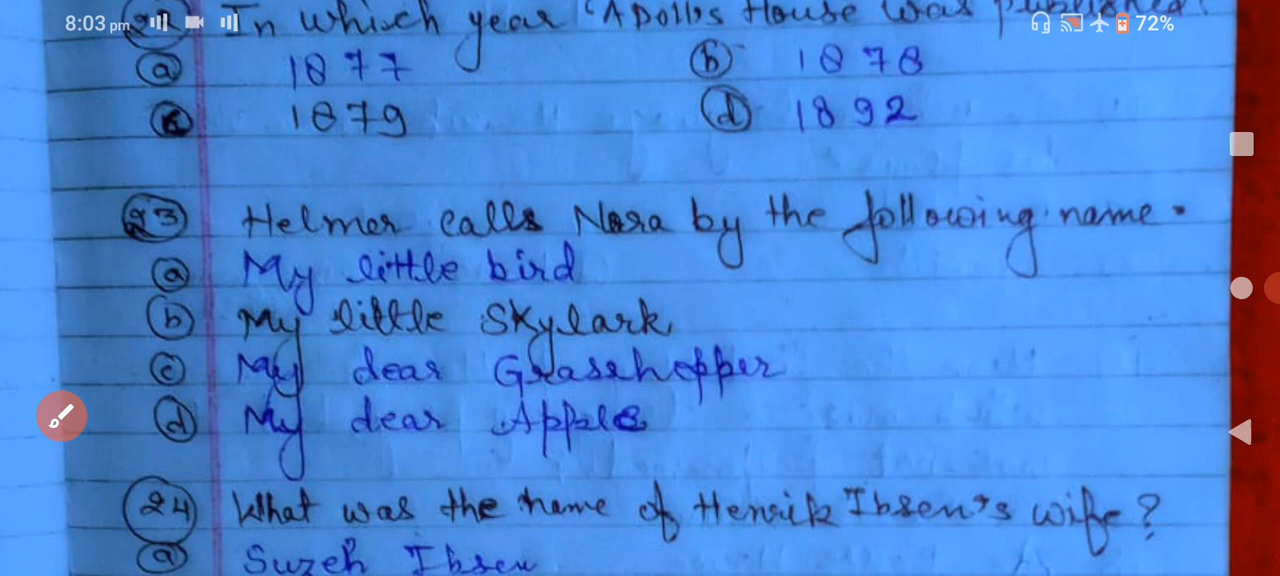 8:03 pm 72%
In which year 'A Doll's House was
a 1877 b 1878
c 1879 d 1892
23 Helmer calls Nora by the following name.
a My little bird
b My little Skylark
c My dear Grasshopper
d My dear Apple
24 What was the name of Henrik Ibsen's wife?
a Suzeh Ibsen